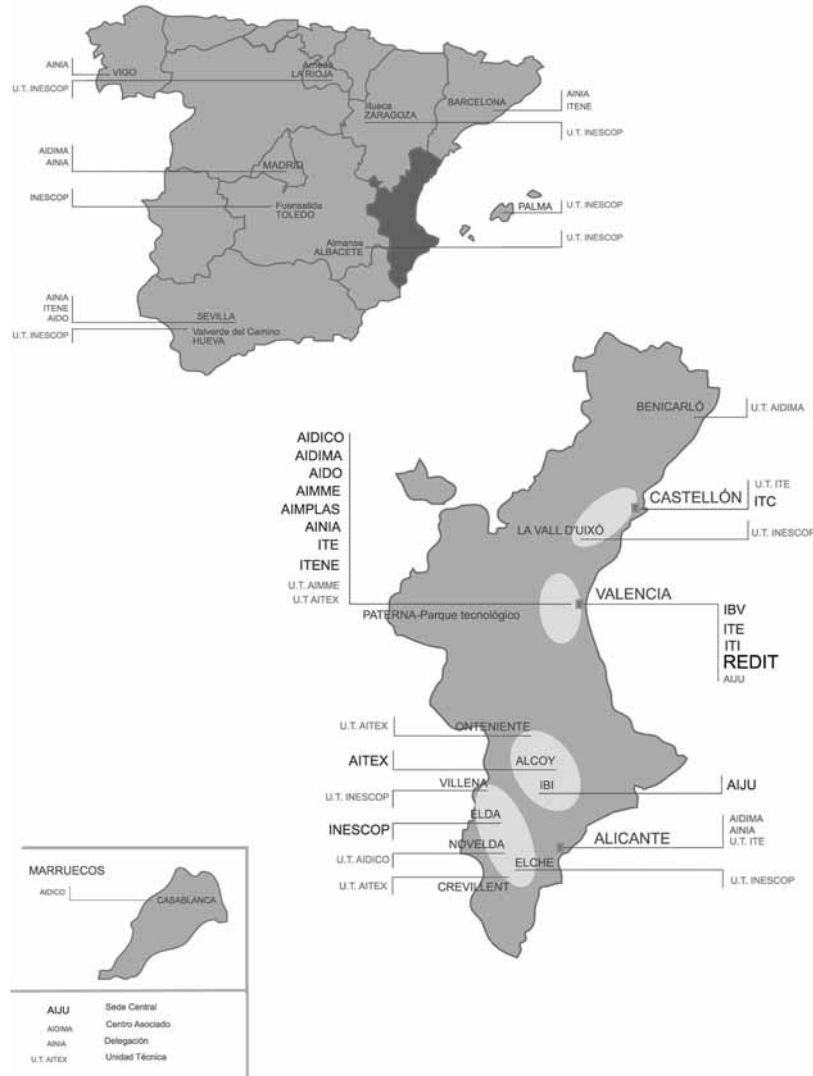 AINIA
VIGO
U.T. INESCOP
Arnedo
LA RIOJA
Illueca
ZARAGOZA
BARCELONA
AINIA
ITENE
U.T. INESCOP
AIDIMA
AINIA
MADRID
INESCOP
Fuensalida
TOLEDO
PALMA
U.T. INESCOP
Almansa
ALBACETE
U.T. INESCOP
AINIA
ITENE
AIDO
SEVILLA
U.T. INESCOP
Valverde del Camino
HUEVA
BENICARLÓ
U.T. AIDIMA
AIDICO
AIDIMA
AIDO
AIMME
AIMPLAS
AINIA
ITE
ITENE
U.T. AIMME
U.T AITEX
PATERNA-Parque tecnológico
CASTELLÓN
U.T. ITE
ITC
LA VALL D'UIXÓ
U.T. INESCOP
VALENCIA
IBV
ITE
ITI
REDIT
AIJU
U.T. AITEX
ONTENIENTE
AITEX
ALCOY
VILLENA
IBI
AIJU
U.T. INESCOP
ELDA
INESCOP
NOVELDA
ALICANTE
AIDIMA
AINIA
U.T. ITE
U.T. AIDICO
ELCHE
U.T. INESCOP
U.T. AITEX
CREVILLENT
MARRUECOS
AIDICO
CASABLANCA
AIJU Sede Central
AIDIMA Centro Asociado
AINIA Delegación
U.T. AITEX Unidad Técnica